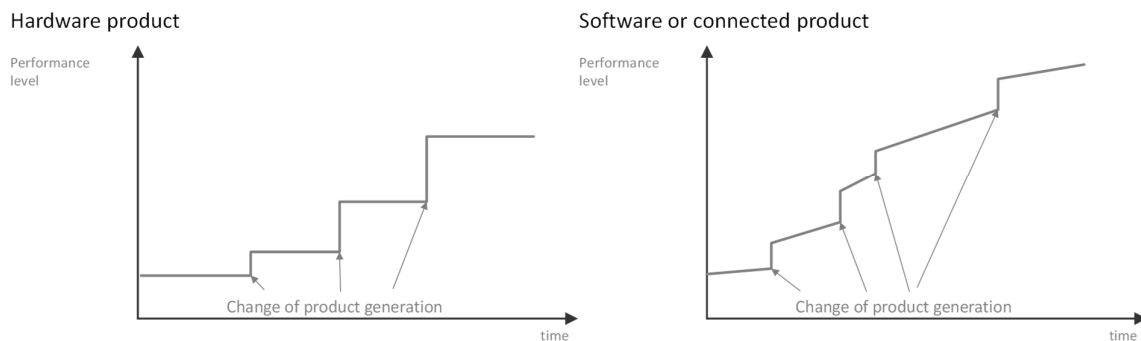 Hardware product
Performance
level
Change of product generation
time
Software or connected product
Performance
level
Change of product generation
time